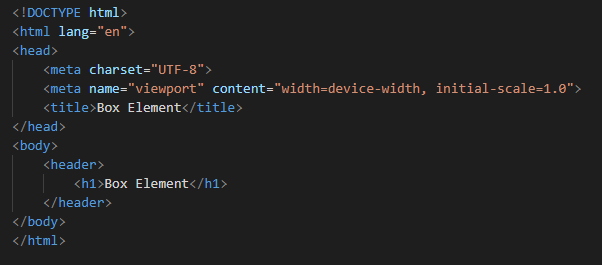 <!DOCTYPE html>
<html lang="en">
<head>
    <meta charset="UTF-8">
    <meta name="viewport" content="width=device-width, initial-scale=1.0">
    <title>Box Element</title>
</head>
<body>
    <header>
        <h1>Box Element</h1>
    </header>
</body>
</html>